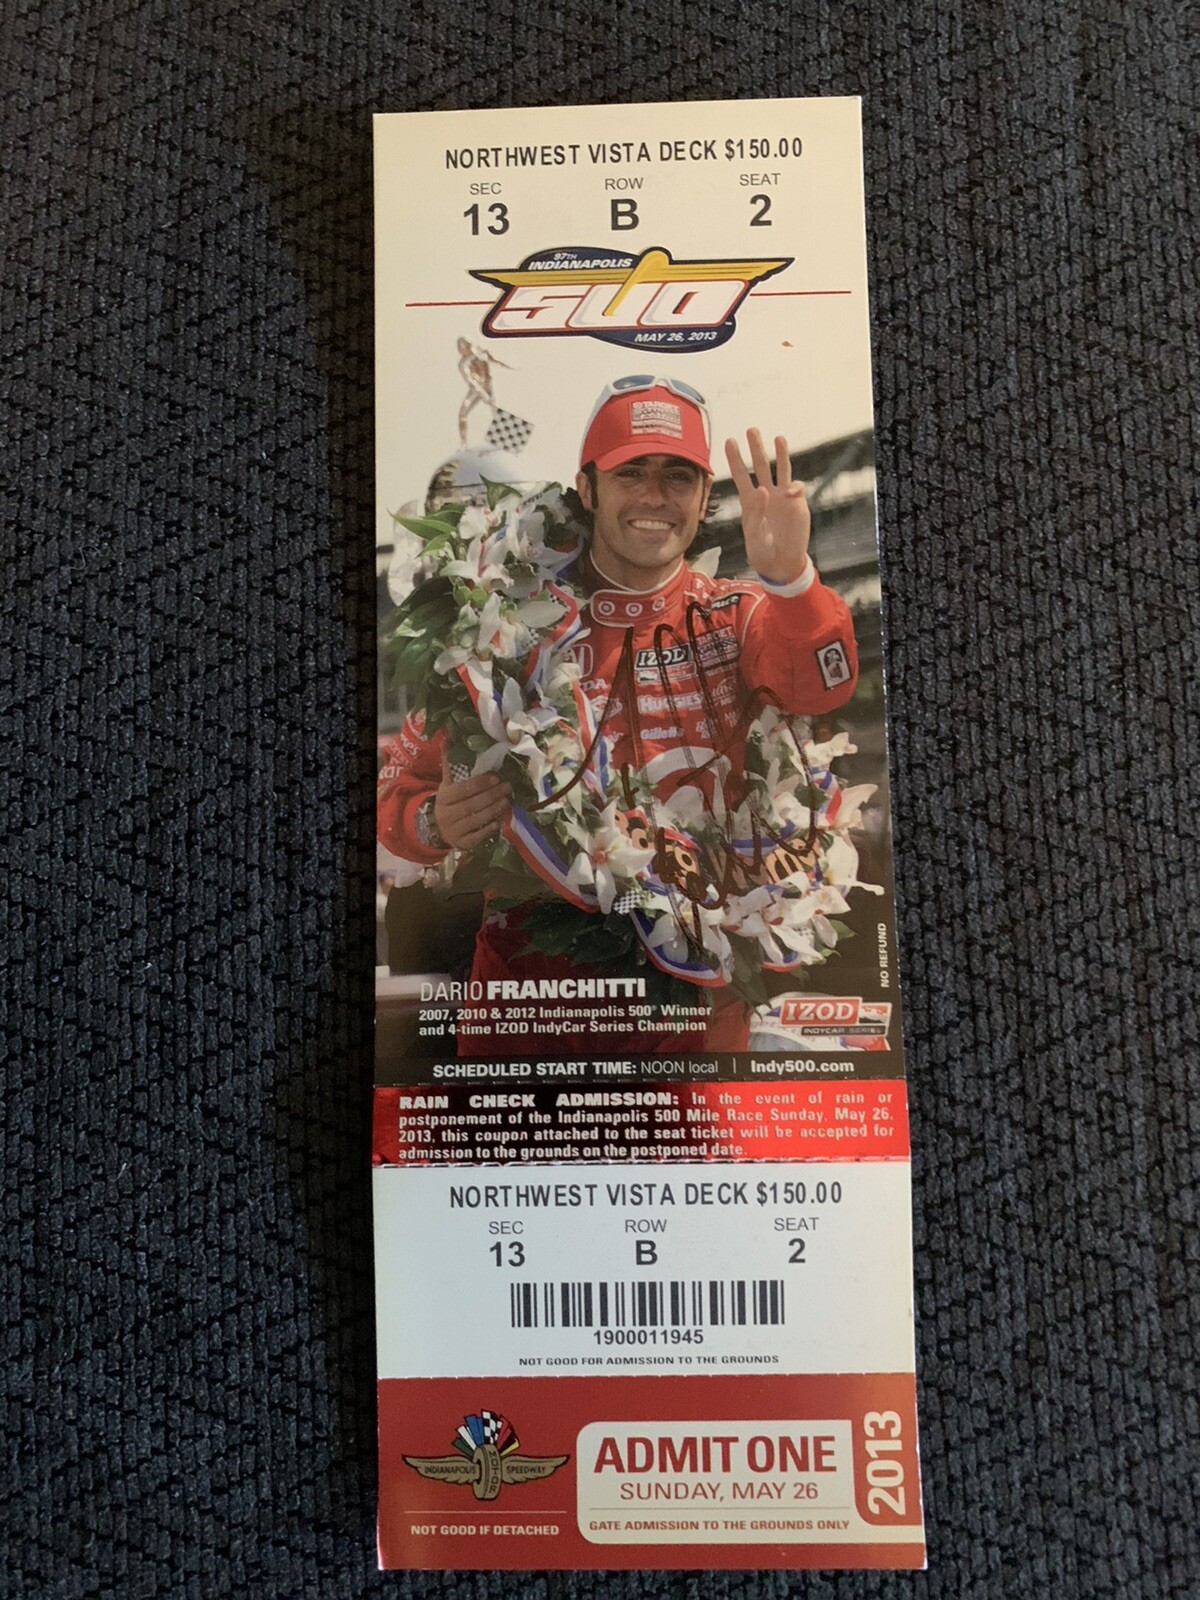 NORTHWEST VISTA DECK $150.00
SEC ROW SEAT
13 B 2
97TH
INDIANAPOLIS
500
MAY 26, 2013
TARGET
IZOD
HUGGIES
Gillette
NO REFUND
DARIO FRANCHITTI
2007, 2010 & 2012 Indianapolis 500® Winner
and 4-time IZOD IndyCar Series Champion
IZOD
INDYCAR SERIES
SCHEDULED START TIME: NOON local | Indy500.com
RAIN CHECK ADMISSION: In the event of rain or
postponement of the Indianapolis 500 Mile Race Sunday, May 26,
2013, this coupon attached to the seat ticket will be accepted for
admission to the grounds on the postponed date.
NORTHWEST VISTA DECK $150.00
SEC ROW SEAT
13 B 2
1900011945
NOT GOOD FOR ADMISSION TO THE GROUNDS
INDIANAPOLIS MOTOR SPEEDWAY
NOT GOOD IF DETACHED
ADMIT ONE
SUNDAY, MAY 26
GATE ADMISSION TO THE GROUNDS ONLY
2013